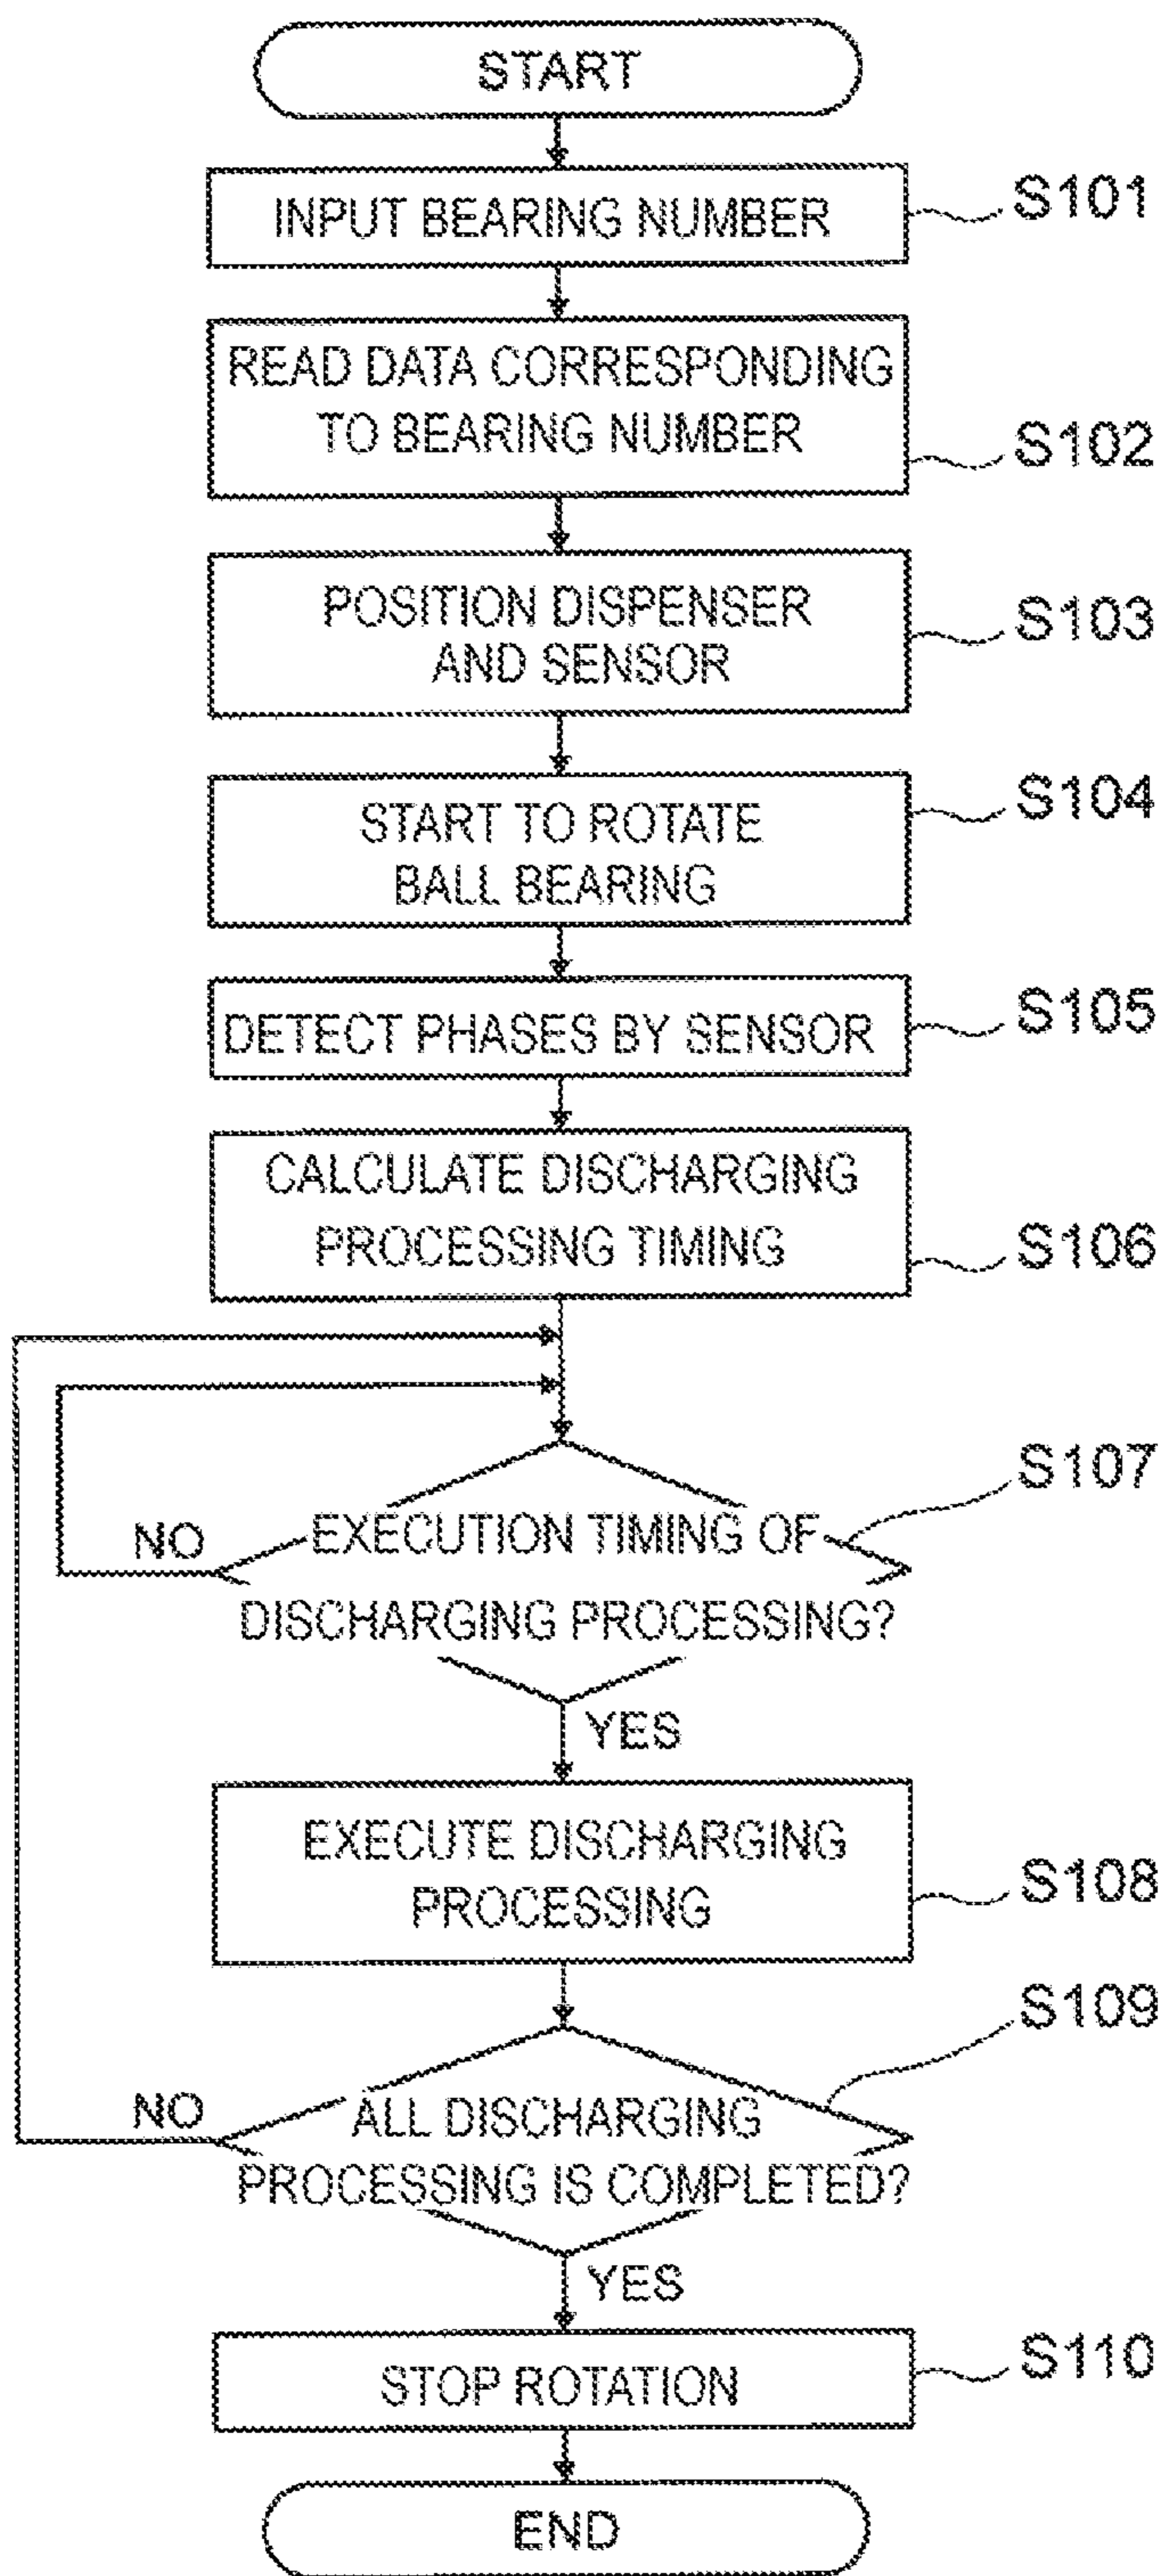 START
INPUT BEARING NUMBER
S101
READ DATA CORRESPONDING
TO BEARING NUMBER
S102
POSITION DISPENSER
AND SENSOR
S103
START TO ROTATE
BALL BEARING
S104
DETECT PHASES BY SENSOR
S105
CALCULATE DISCHARGING
PROCESSING TIMING
S106
EXECUTION TIMING OF
DISCHARGING PROCESSING?
S107
NO
YES
EXECUTE DISCHARGING
PROCESSING
S108
ALL DISCHARGING
PROCESSING IS COMPLETED?
S109
NO
YES
STOP ROTATION
S110
END